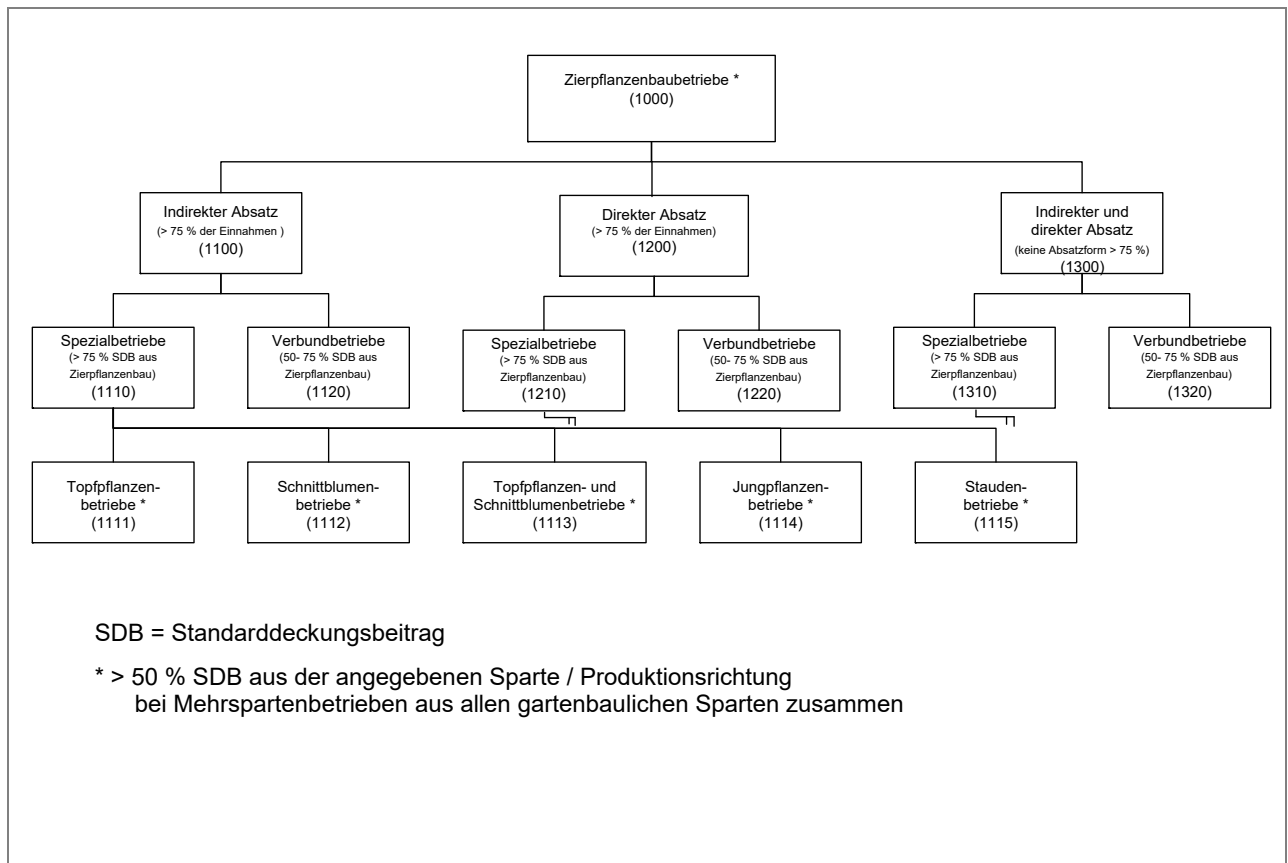 Zierpflanzenbaubetriebe *
(1000)
Indirekter Absatz
(> 75 % der Einnahmen )
(1100)
Direkter Absatz
(> 75 % der Einnahmen)
(1200)
Indirekter und
direkter Absatz
(keine Absatzform > 75 %)
(1300)
Spezialbetriebe
(> 75 % SDB aus
Zierpflanzenbau)
(1110)
Verbundbetriebe
(50- 75 % SDB aus
Zierpflanzenbau)
(1120)
Spezialbetriebe
(> 75 % SDB aus
Zierpflanzenbau)
(1210)
Verbundbetriebe
(50- 75 % SDB aus
Zierpflanzenbau)
(1220)
Spezialbetriebe
(> 75 % SDB aus
Zierpflanzenbau)
(1310)
Verbundbetriebe
(50- 75 % SDB aus
Zierpflanzenbau)
(1320)
Topfpflanzen-
betriebe *
(1111)
Schnittblumen-
betriebe *
(1112)
Topfpflanzen- und
Schnittblumenbetriebe *
(1113)
Jungpflanzen-
betriebe *
(1114)
Stauden-
betriebe *
(1115)
SDB = Standarddeckungsbeitrag
* > 50 % SDB aus der angegebenen Sparte / Produktionsrichtung
bei Mehrspartenbetrieben aus allen gartenbaulichen Sparten zusammen